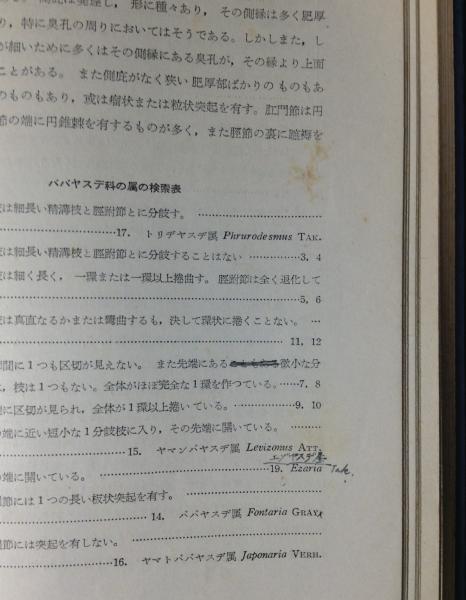 る。側庇は発達し、形に種々あり、その側縁は多く肥厚
り、特に臭孔の周りにおいてはそうである。しかしまた、し
が細いために多くはその側縁にある臭孔が、その縁より上面
ことがある。また側庇がなく狭い肥厚部ばかりのものもあ
のものもあり、或は瘤状または粒状突起を有す。肛門節は円
節の端に円錐棘を有するものが多く、また脛節の裏に蹠褥を
ババヤスデ科の属の検索表
は細長い精溝枝と脛跗節とに分岐す。 ……………………
……………………17. トリデヤスデ属 Phrurodesmus TAK.
は細長い精溝枝と脛跗節とに分岐することはない ……………3, 4
は細く長く、一環または一環以上捲曲す。脛跗節は全く退化して
………………………………………………………………5, 6
は真直なるかまたは彎曲するも、決して環状に捲くことない。 …
………………………………………………………………11, 12
間に1つも区切が見えない。また先端にある微小な分
、枝は1つもない。全体がほぼ完全な1環を作つている。……7, 8
に区切が見られ、全体が1環以上捲いている。……………9, 10
端に近い短小な1分肢枝に入り、その先端に開いている。 ………
……………………15. ヤマンバヤスデ属 Levizonus ATT.
エゾヤスデ属
の端に開いている。 ……………………………19. Ezaria Tak.
節には1つの長い板状突起を有す。 ……………………
……………………14. ババヤスデ属 Fontaria GRAY
節には突起を有しない。 ……………………
……………………16. ヤマトババヤスデ属 Japonaria VERH.